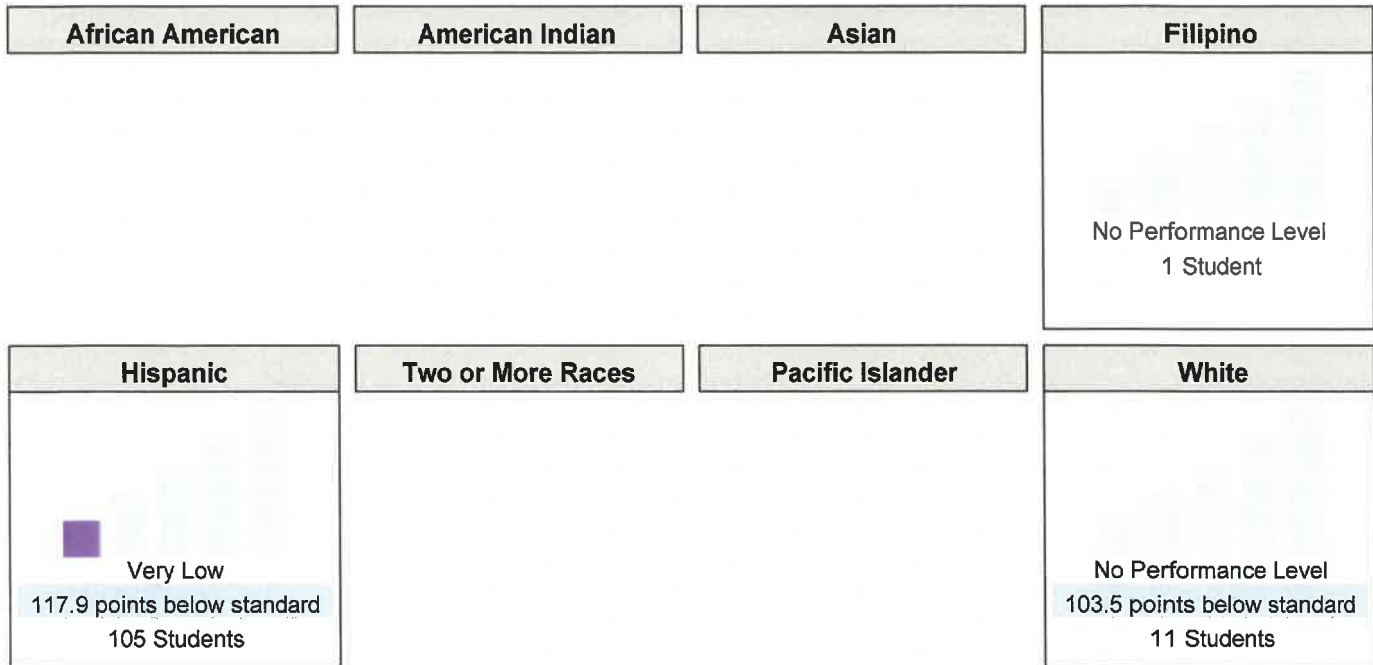 African American
American Indian
Asian
Filipino
No Performance Level
1 Student
Hispanic
Two or More Races
Pacific Islander
White
Very Low
117.9 points below standard
105 Students
No Performance Level
103.5 points below standard
11 Students